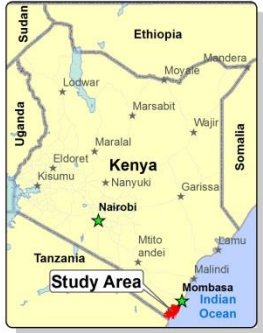 Sudan
Ethiopia
Mandera
Moyale
Lodwar
Marsabit
Uganda
Wajir
Somalia
Maralal
Eldoret
Kenya
Kisumu
Nanyuki
Garissa
Nairobi
Mtito
andei
Lamu
Tanzania
Malindi
Study Area
Mombasa
Indian
Ocean